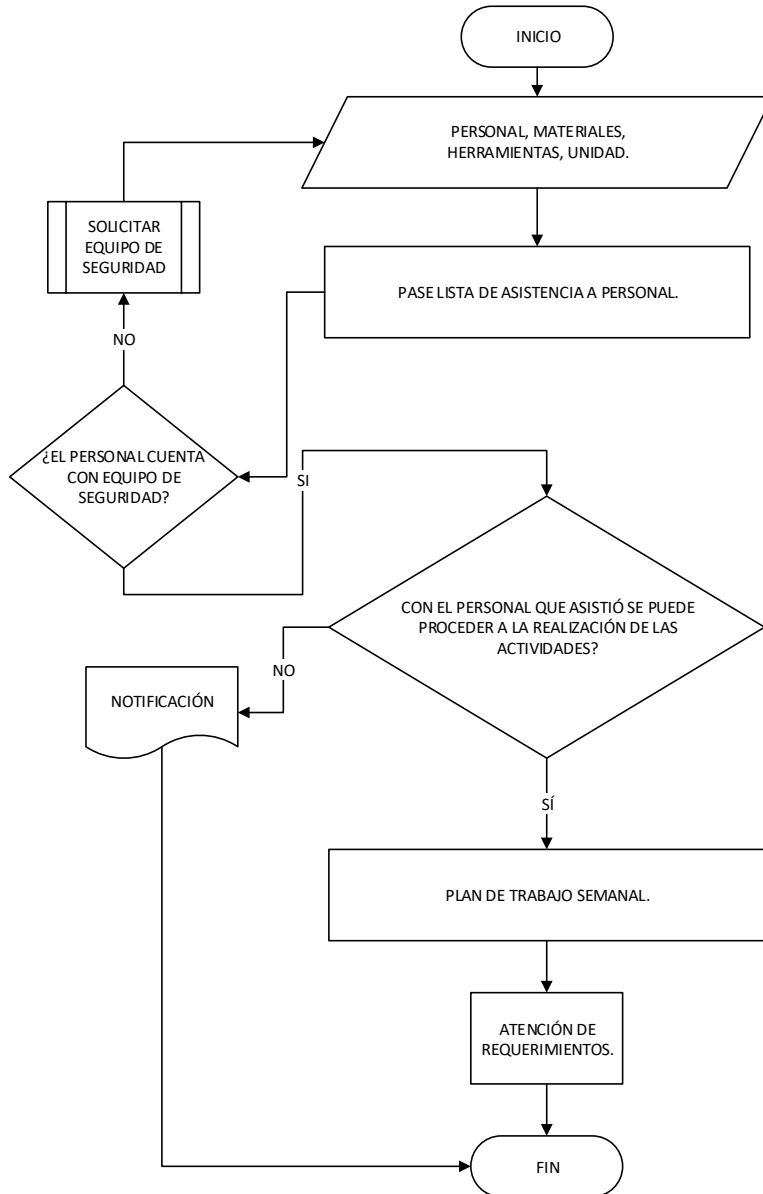 INICIO
PERSONAL, MATERIALES,
HERRAMIENTAS, UNIDAD.
SOLICITAR
EQUIPO DE
SEGURIDAD
PASE LISTA DE ASISTENCIA A PERSONAL.
NO
¿EL PERSONAL CUENTA
CON EQUIPO DE
SEGURIDAD?
SI
CON EL PERSONAL QUE ASISTIÓ SE PUEDE
PROCEDER A LA REALIZACIÓN DE LAS
ACTIVIDADES?
NO
NOTIFICACIÓN
SÍ
PLAN DE TRABAJO SEMANAL.
ATENCIÓN DE
REQUERIMIENTOS.
FIN